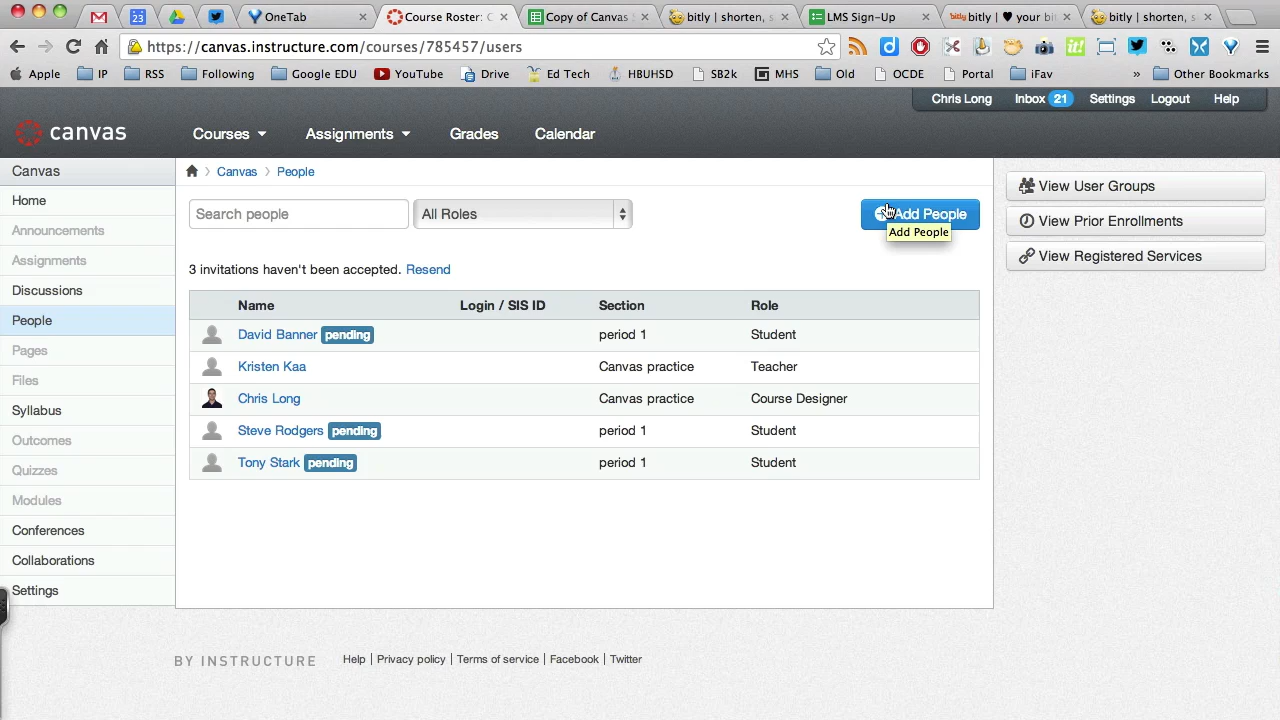 OneTab
Course Roster: C
Copy of Canvas
bitly | shorten, s
LMS Sign-Up
bitly bitly | ♥ your bi
bitly | shorten, s
23
https://canvas.instructure.com/courses/785457/users
it!
Apple IP RSS Following Google EDU YouTube Drive Ed Tech HBUHSD SB2k MHS Old OCDE Portal iFav » Other Bookmarks
Chris Long Inbox 21 Settings Logout Help
canvas Courses Assignments Grades Calendar
Canvas
Home
Announcements
Assignments
Discussions
People
Pages
Files
Syllabus
Outcomes
Quizzes
Modules
Conferences
Collaborations
Settings
Canvas > People
Search people All Roles Add People
Add People
3 invitations haven't been accepted. Resend
Name Login / SIS ID Section Role
David Banner pending period 1 Student
Kristen Kaa Canvas practice Teacher
Chris Long Canvas practice Course Designer
Steve Rodgers pending period 1 Student
Tony Stark pending period 1 Student
View User Groups
View Prior Enrollments
View Registered Services
BY INSTRUCTURE Help | Privacy policy | Terms of service | Facebook | Twitter